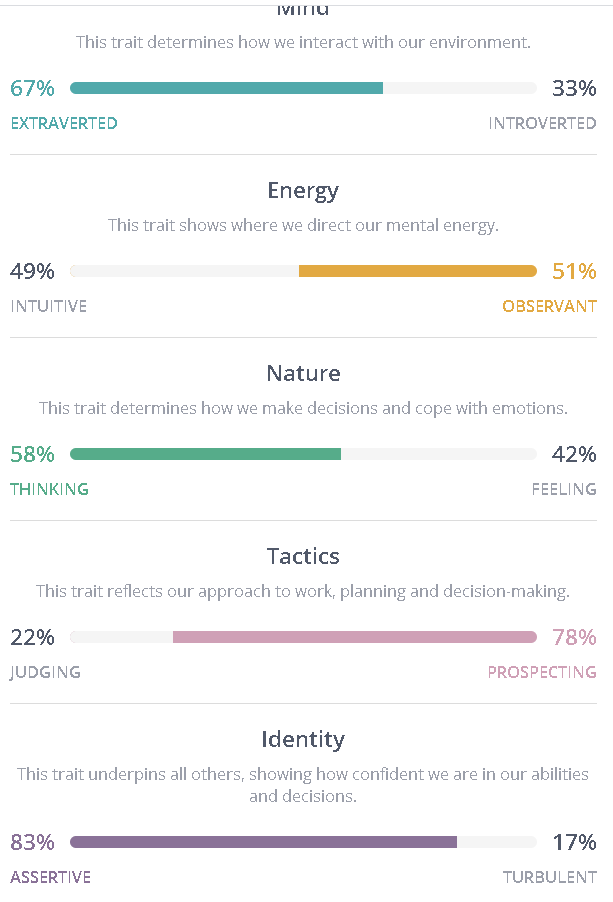 Mind
This trait determines how we interact with our environment.
67% 33%
EXTRAVERTED INTROVERTED
Energy
This trait shows where we direct our mental energy.
49% 51%
INTUITIVE OBSERVANT
Nature
This trait determines how we make decisions and cope with emotions.
58% 42%
THINKING FEELING
Tactics
This trait reflects our approach to work, planning and decision-making.
22% 78%
JUDGING PROSPECTING
Identity
This trait underpins all others, showing how confident we are in our abilities
and decisions.
83% 17%
ASSERTIVE TURBULENT